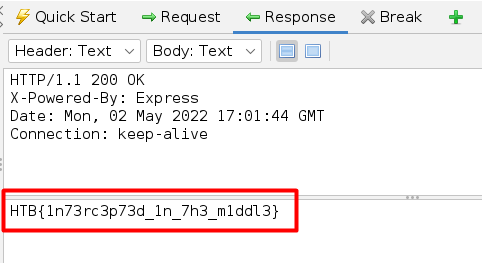 Quick Start Request Response Break
Header: Text Body: Text
HTTP/1.1 200 OK
X-Powered-By: Express
Date: Mon, 02 May 2022 17:01:44 GMT
Connection: keep-alive
HTB{1n73rc3p73d_1n_7h3_m1ddl3}